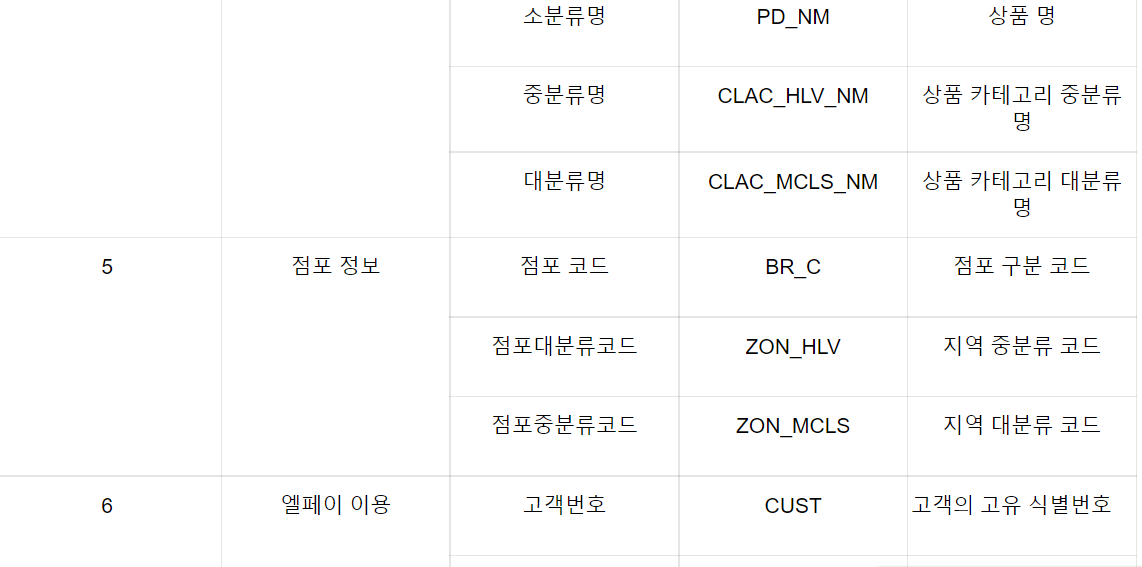 소분류명 PD_NM 상품 명
중분류명 CLAC_HLV_NM 상품 카테고리 중분류
명
대분류명 CLAC_MCLS_NM 상품 카테고리 대분류
명
5 점포 정보 점포 코드 BR_C 점포 구분 코드
점포대분류코드 ZON_HLV 지역 중분류 코드
점포중분류코드 ZON_MCLS 지역 대분류 코드
6 엘페이 이용 고객번호 CUST 고객의 고유 식별번호